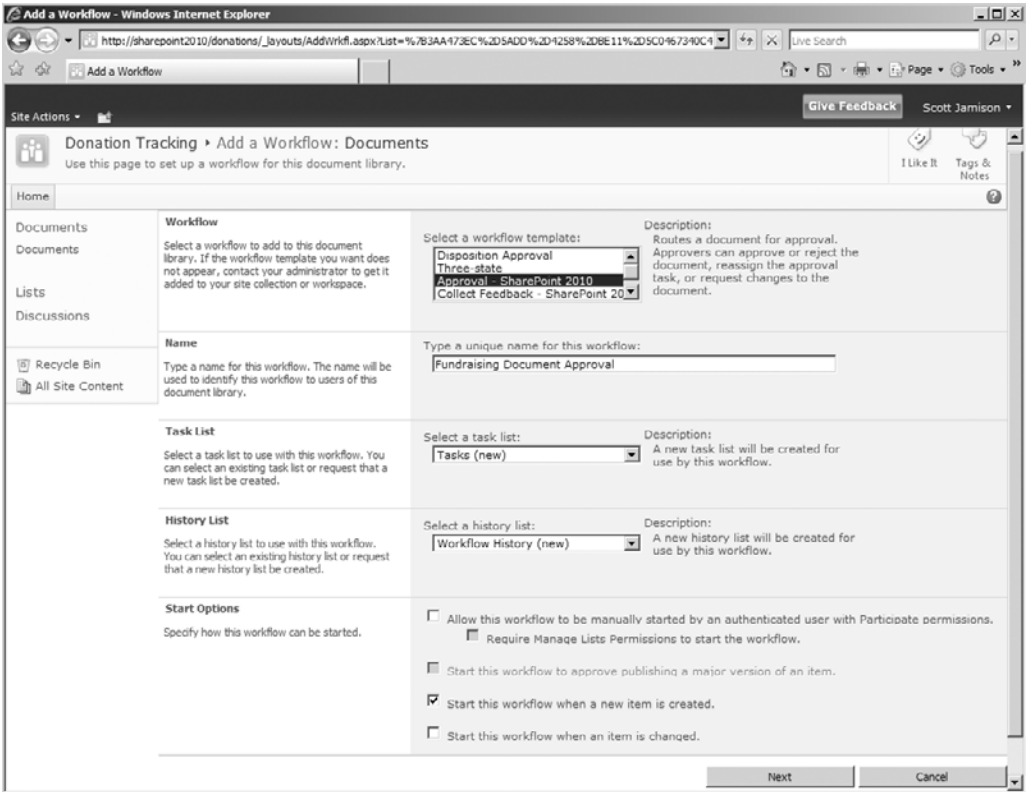 Add a Workflow - Windows Internet Explorer
http://sharepoint2010/donations/_layouts/AddWrkfl.aspx?List=%7B3AA473EC%2D5ADD%2D4258%2DBE11%2D5C0467340C4
Live Search
Add a Workflow
Page
Tools
Site Actions
Give Feedback
Scott Jamison
Donation Tracking ▸ Add a Workflow: Documents
Use this page to set up a workflow for this document library.
I Like It
Tags &
Notes
Home
Documents
Documents
Lists
Discussions
Recycle Bin
All Site Content
Workflow
Select a workflow to add to this document
library. If the workflow template you want does
not appear, contact your administrator to get it
added to your site collection or workspace.
Select a workflow template:
Disposition Approval
Three-state
Approval - SharePoint 2010
Collect Feedback - SharePoint 20
Description:
Routes a document for approval.
Approvers can approve or reject the
document, reassign the approval
task, or request changes to the
document.
Name
Type a name for this workflow. The name will be
used to identify this workflow to users of this
document library.
Type a unique name for this workflow:
Fundraising Document Approval
Task List
Select a task list to use with this workflow. You
can select an existing task list or request that a
new task list be created.
Select a task list:
Tasks (new)
Description:
A new task list will be created for
use by this workflow.
History List
Select a history list to use with this workflow.
You can select an existing history list or request
that a new history list be created.
Select a history list:
Workflow History (new)
Description:
A new history list will be created for
use by this workflow.
Start Options
Specify how this workflow can be started.
Allow this workflow to be manually started by an authenticated user with Participate permissions.
Require Manage Lists Permissions to start the workflow.
Start this workflow to approve publishing a major version of an item.
Start this workflow when a new item is created.
Start this workflow when an item is changed.
Next
Cancel